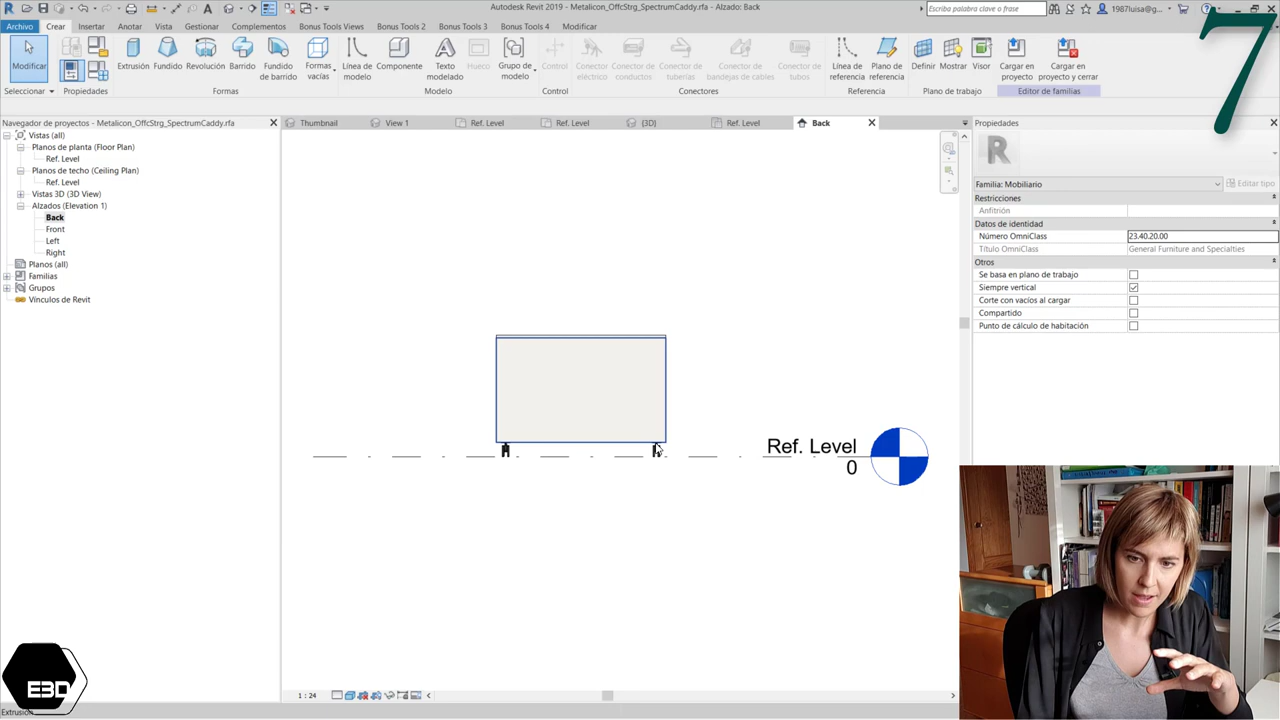 Autodesk Revit 2019 - Metalicon_OffcStrg_SpectrumCaddy.rfa - Alzado: Back
Escriba palabra clave o frase
1987luisa@g...
7
Archivo Crear Insertar Anotar Vista Gestionar Complementos Bonus Tools Views Bonus Tools 2 Bonus Tools 3 Bonus Tools 4 Modificar
Modificar
Extrusión
Fundido
Revolución
Barrido
Fundido de barrido
Formas vacías
Línea de modelo
Componente
Texto modelado
Hueco
Grupo de modelo
Control
Conector eléctrico
Conector de conductos
Conector de tuberías
Conector de bandejas de cables
Conector de tubos
Línea de referencia
Plano de referencia
Definir
Mostrar
Visor
Cargar en proyecto
Cargar en proyecto y cerrar
Seleccionar Propiedades Formas Modelo Control Conectores Referencia Plano de trabajo Editor de familias
Navegador de proyectos - Metalicon_OffcStrg_SpectrumCaddy.rfa
Vistas (all)
Planos de planta (Floor Plan)
Ref. Level
Planos de techo (Ceiling Plan)
Ref. Level
Vistas 3D (3D View)
Alzados (Elevation 1)
Back
Front
Left
Right
Planos (all)
Familias
Grupos
Vínculos de Revit
Thumbnail View 1 Ref. Level Ref. Level {3D} Ref. Level Back
Ref. Level
0
Propiedades
R
Familia: Mobiliario
Editar tipo
Restricciones
Anfitrión
Datos de identidad
Número OmniClass 23.40.20.00
Título OmniClass General Furniture and Specialties
Otros
Se basa en plano de trabajo
Siempre vertical
Corte con vacíos al cargar
Compartido
Punto de cálculo de habitación
1 : 24
E3D